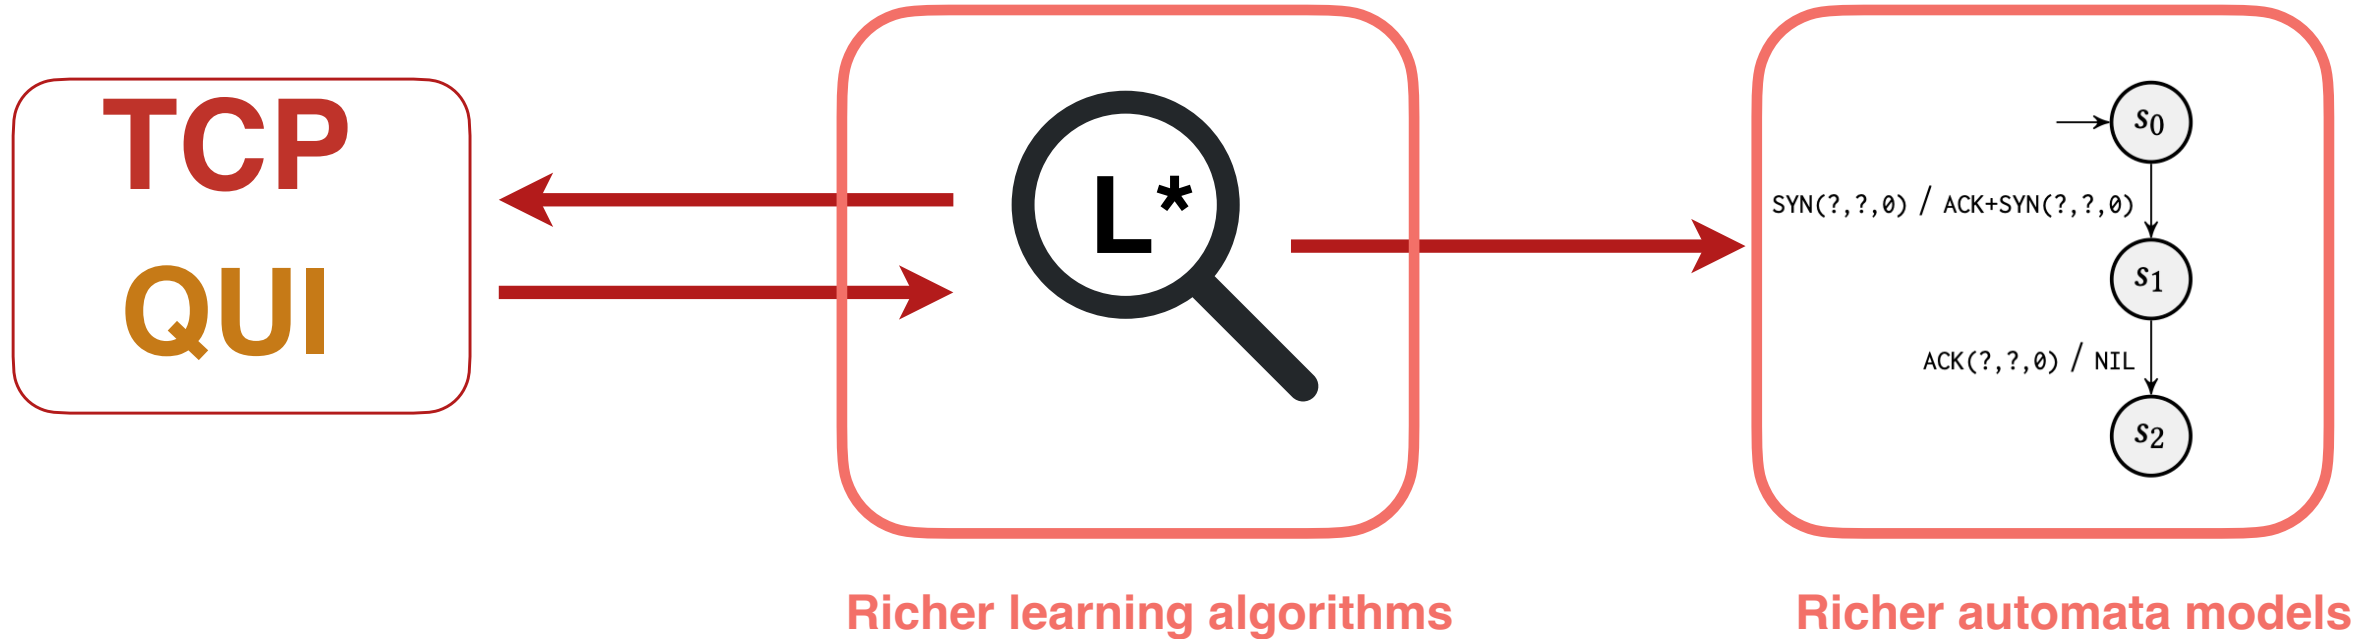 TCP
QUI
L*
s0
SYN(?,?,0) / ACK+SYN(?,?,0)
s1
ACK(?,?,0) / NIL
s2
Richer learning algorithms
Richer automata models